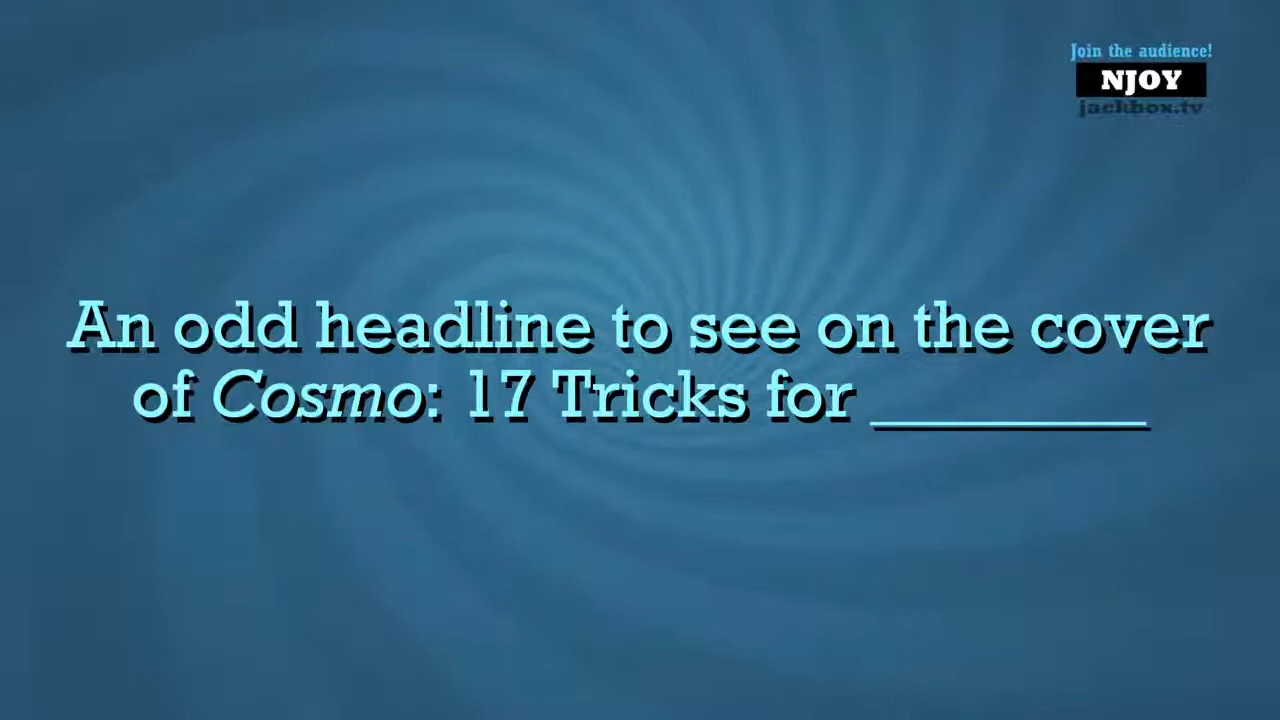 Join the audience!
NJOY
jackbox.tv
An odd headline to see on the cover
of Cosmo: 17 Tricks for __________